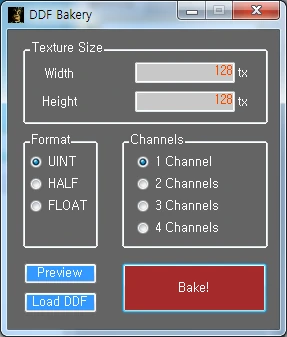 DDF Bakery
Texture Size
Width 128 tx
Height 128 tx
Format
UINT
HALF
FLOAT
Channels
1 Channel
2 Channels
3 Channels
4 Channels
Preview
Load DDF
Bake!